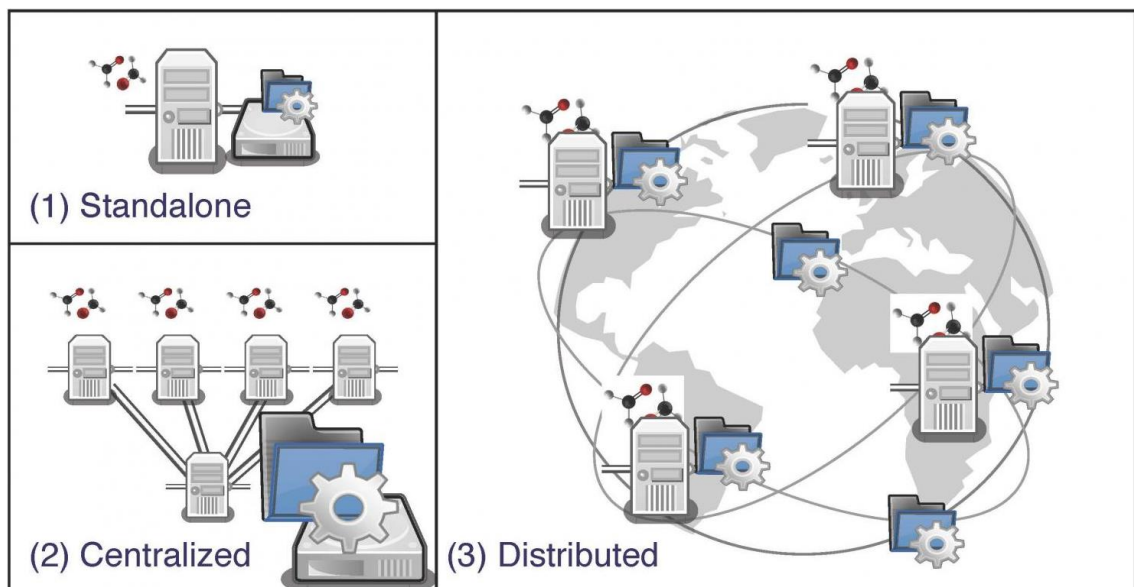 (1) Standalone
(2) Centralized
(3) Distributed